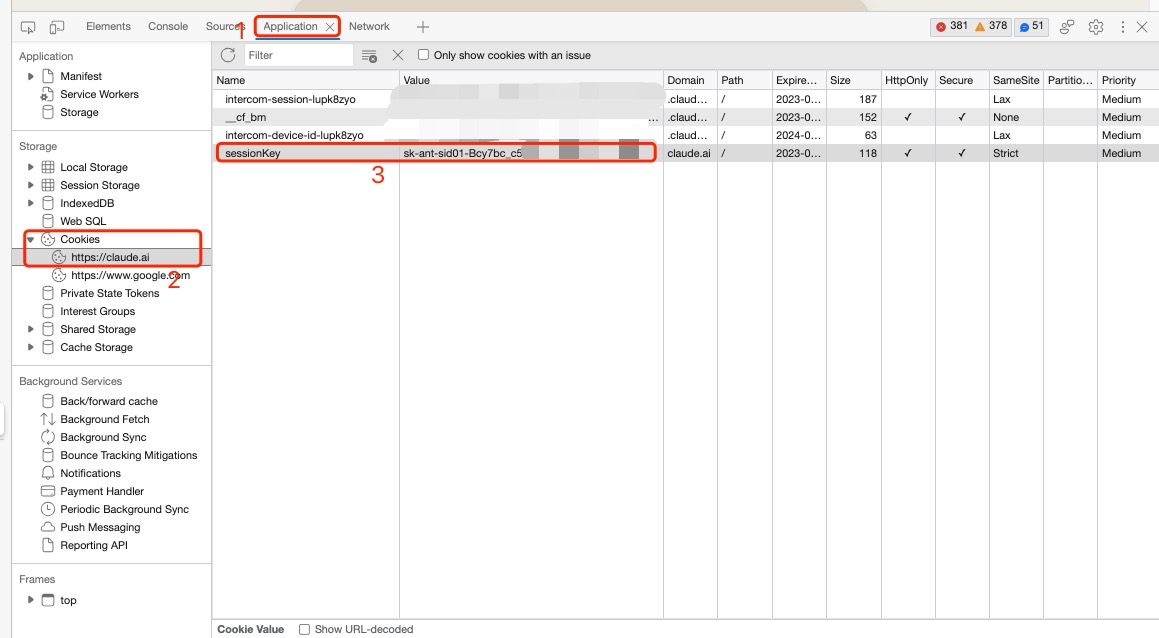 Elements Console Sources Application Network 381 378 51
1
Application
Manifest
Service Workers
Storage
Storage
Local Storage
Session Storage
IndexedDB
Web SQL
Cookies
https://claude.ai
https://www.google.com
2
Private State Tokens
Interest Groups
Shared Storage
Cache Storage
Background Services
Back/forward cache
Background Fetch
Background Sync
Bounce Tracking Mitigations
Notifications
Payment Handler
Periodic Background Sync
Push Messaging
Reporting API
Frames
top
Filter Only show cookies with an issue
Name Value Domain Path Expire... Size HttpOnly Secure SameSite Partitio... Priority
intercom-session-lupk8zyo .claud... / 2023-0... 187 Lax Medium
__cf_bm ... .claud... / 2023-0... 152 ✓ ✓ None Medium
intercom-device-id-lupk8zyo .claud... / 2024-0... 63 Lax Medium
sessionKey sk-ant-sid01-Bcy7bc_c5 claude.ai / 2023-0... 118 ✓ ✓ Strict Medium
3
Cookie Value Show URL-decoded